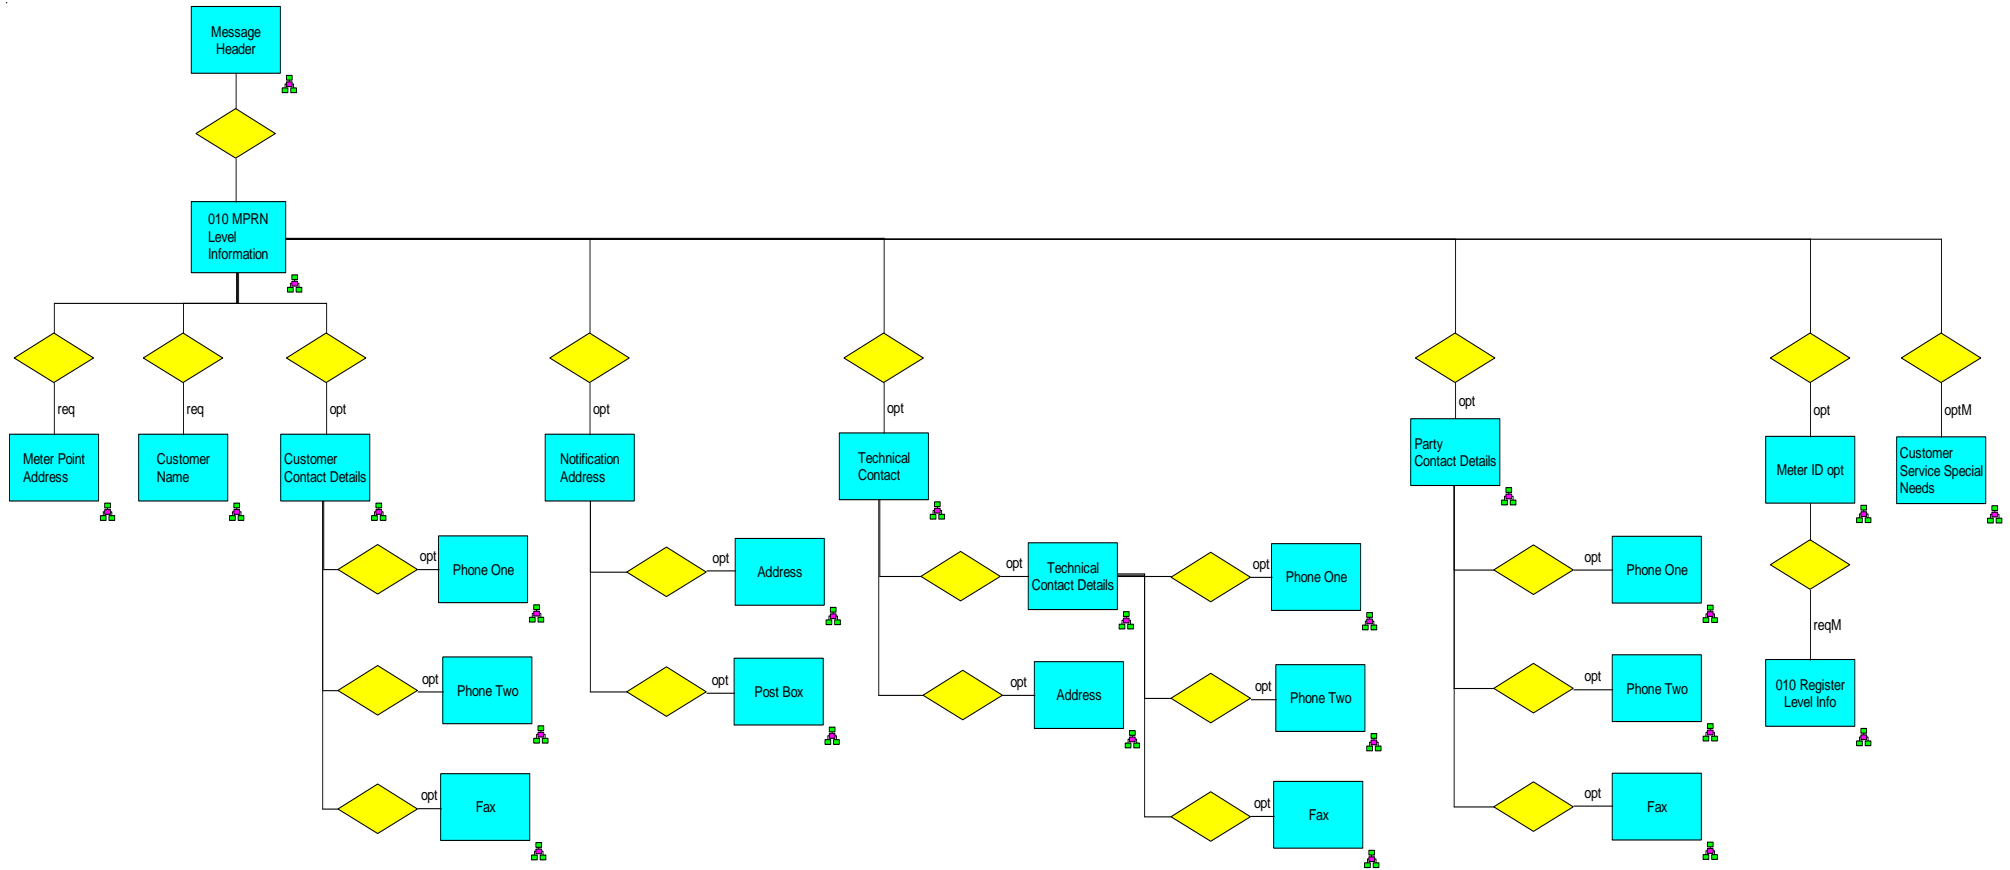 Message
Header
010 MPRN
Level
Information
req
req
opt
opt
opt
opt
opt
optM
Meter Point
Address
Customer
Name
Customer
Contact Details
Notification
Address
Technical
Contact
Party
Contact Details
Meter ID opt
Customer
Service Special
Needs
opt
Phone One
opt
Address
opt
Technical
Contact Details
opt
Phone One
opt
Phone One
reqM
opt
Phone Two
opt
Post Box
opt
Address
opt
Phone Two
opt
Phone Two
010 Register
Level Info
opt
Fax
opt
Fax
opt
Fax